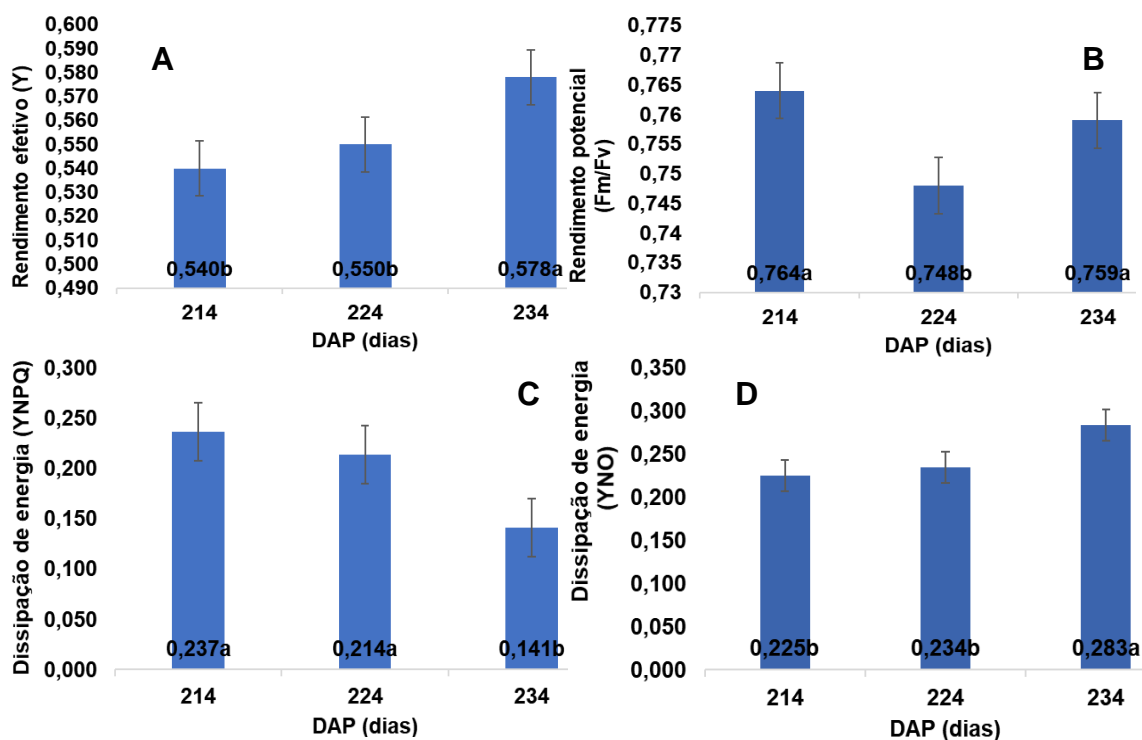 A
Rendimento efetivo (Y)
0,600
0,590
0,580
0,570
0,560
0,550
0,540
0,530
0,520
0,510
0,500
0,490
0,540b
0,550b
0,578a
214
224
234
DAP (dias)
B
Rendimento potencial
(Fm/Fv)
0,775
0,77
0,765
0,76
0,755
0,75
0,745
0,74
0,735
0,73
0,764a
0,748b
0,759a
214
224
234
DAP (dias)
C
Dissipação de energia (YNPQ)
0,300
0,250
0,200
0,150
0,100
0,050
0,000
0,237a
0,214a
0,141b
214
224
234
DAP (dias)
D
Dissipação de energia
(YNO)
0,350
0,300
0,250
0,200
0,150
0,100
0,050
0,000
0,225b
0,234b
0,283a
214
224
234
DAP (dias)